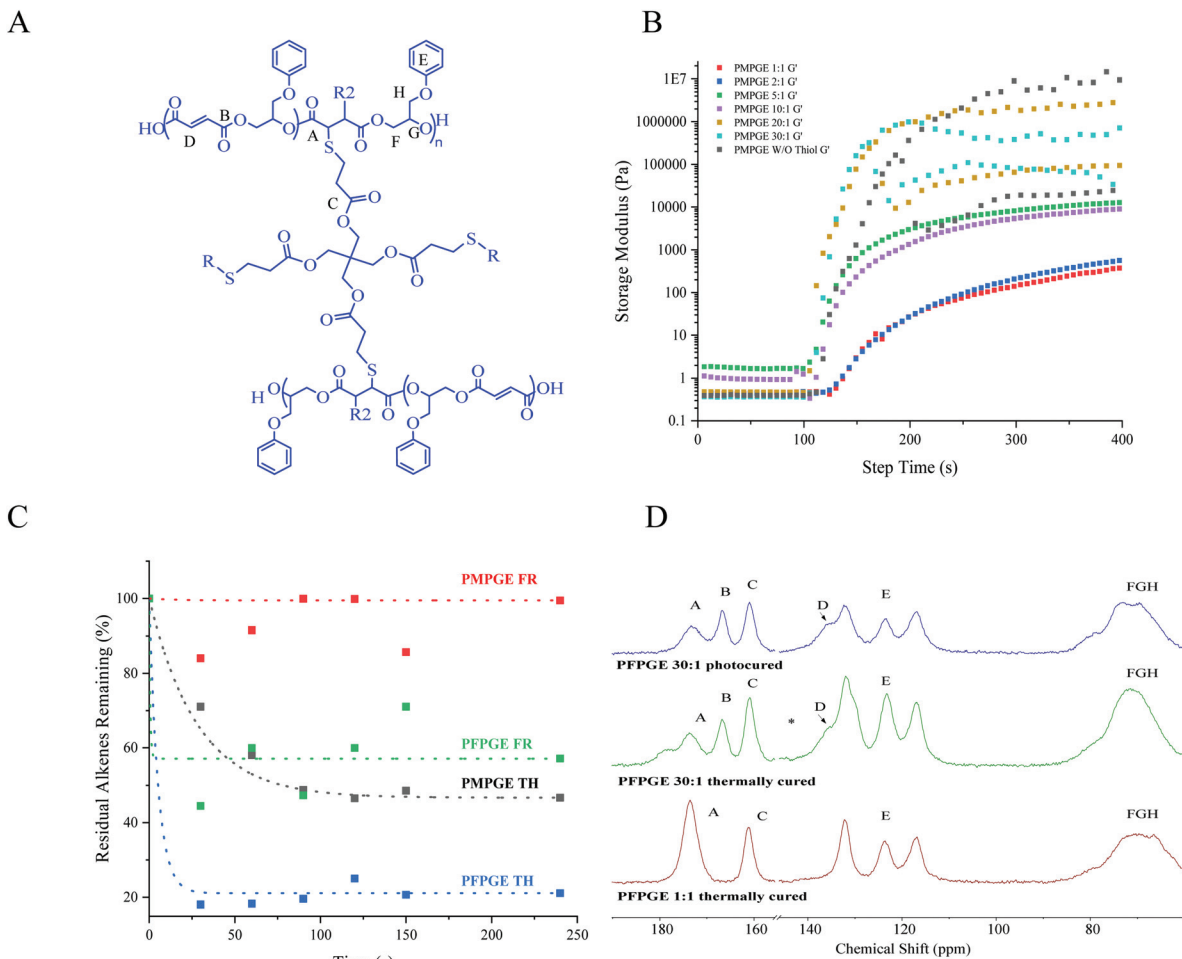 A
E
E
R2
H
O
O
O
O
O
O
B
O
O
O
HO
O
O
A
O
G
H
D
O
F
n
S
C
O
O
O
S
R
O
O
O
O
S
R
O
O
S
O
O
O
O
H
O
O
O
OH
R2
O
O
O
O
B
PMPGE 1:1 G'
PMPGE 2:1 G'
PMPGE 5:1 G'
PMPGE 10:1 G'
PMPGE 20:1 G'
PMPGE 30:1 G'
PMPGE W/O Thiol G'
1E7
1000000
100000
10000
1000
100
10
1
0.1
Storage Modulus (Pa)
0 100 200 300 400
Step Time (s)
C
100
80
60
40
20
Residual Alkenes Remaining (%)
PMPGE FR
PFPGE FR
PMPGE TH
PFPGE TH
0 50 100 150 200 250
D
A B C D E FGH
PFPGE 30:1 photocured
A B C * D E FGH
PFPGE 30:1 thermally cured
A C E FGH
PFPGE 1:1 thermally cured
180 160 140 120 100 80 60
Chemical Shift (ppm)